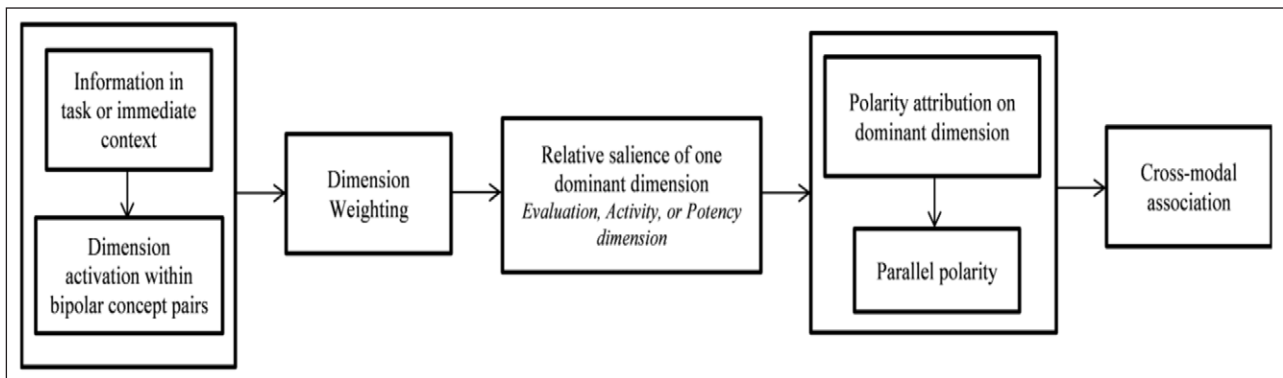 Information in
task or immediate
context
Dimension
activation within
bipolar concept pairs
Dimension
Weighting
Relative salience of one
dominant dimension
Evaluation, Activity, or Potency
dimension
Polarity attribution on
dominant dimension
Parallel polarity
Cross-modal
association